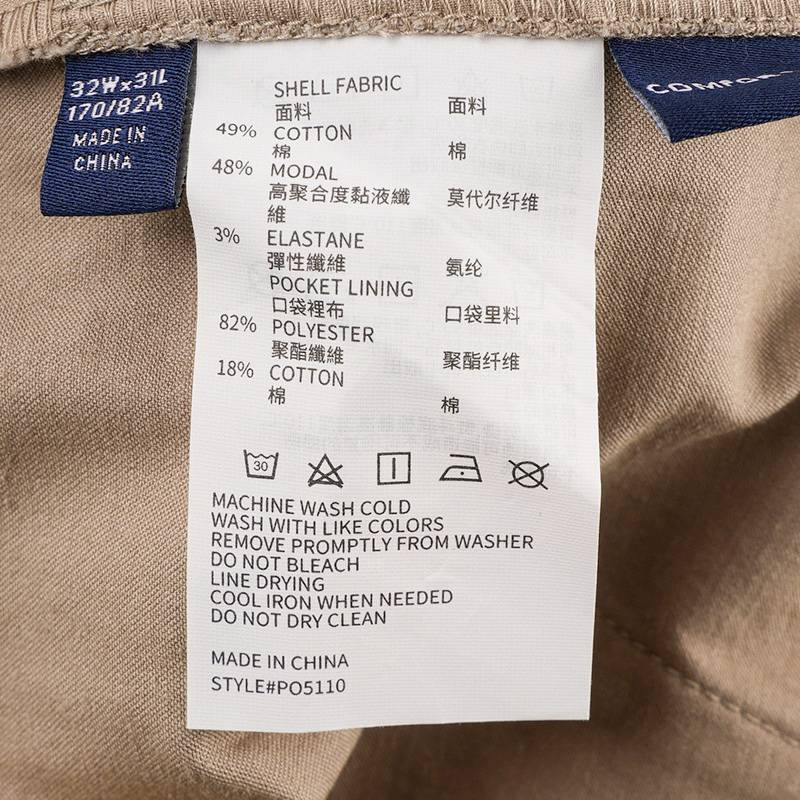 32W×31L
170/82A
MADE IN
CHINA
COMFOR
SHELL FABRIC
面料 面料
49% COTTON
棉 棉
48% MODAL
高聚合度黏液纖 莫代尔纤维
維
3% ELASTANE
彈性纖維 氨纶
POCKET LINING
口袋裡布 口袋里料
82% POLYESTER
聚酯纖維 聚酯纤维
18% COTTON
棉 棉
30
MACHINE WASH COLD
WASH WITH LIKE COLORS
REMOVE PROMPTLY FROM WASHER
DO NOT BLEACH
LINE DRYING
COOL IRON WHEN NEEDED
DO NOT DRY CLEAN
MADE IN CHINA
STYLE#PO5110